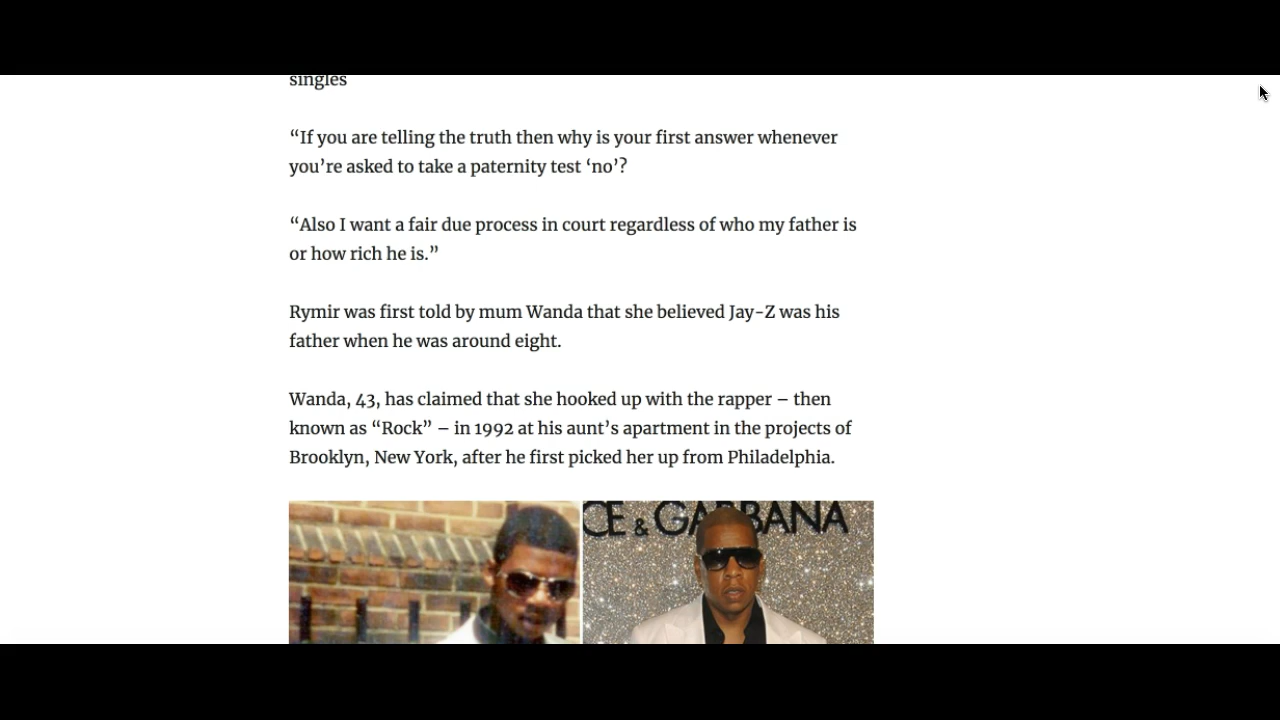 singles
“If you are telling the truth then why is your first answer whenever
you’re asked to take a paternity test ‘no’?
“Also I want a fair due process in court regardless of who my father is
or how rich he is.”
Rymir was first told by mum Wanda that she believed Jay-Z was his
father when he was around eight.
Wanda, 43, has claimed that she hooked up with the rapper – then
known as “Rock” – in 1992 at his aunt’s apartment in the projects of
Brooklyn, New York, after he first picked her up from Philadelphia.
CE & GABBANA